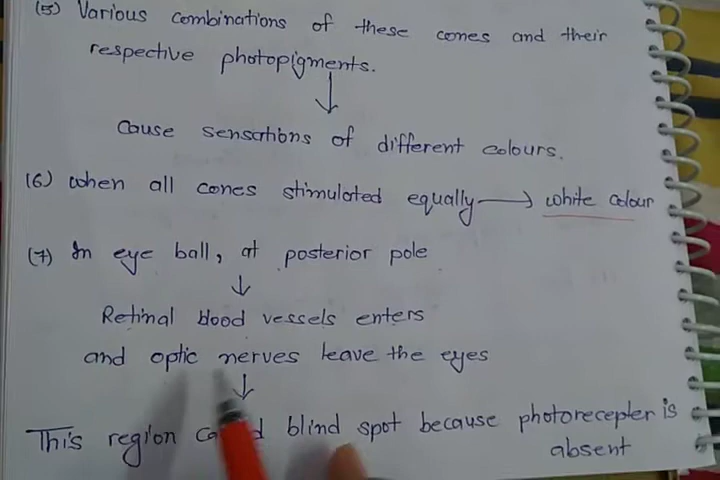 (5) Various combinations of these cones and their
respective photopigments.
↓
Cause sensations of different colours.
(6) When all cones stimulated equally → white colour
(7) In eye ball, at posterior pole
↓
Retinal blood vessels enters
and optic nerves leave the eyes
↓
This region blind spot because photorecepter is
absent